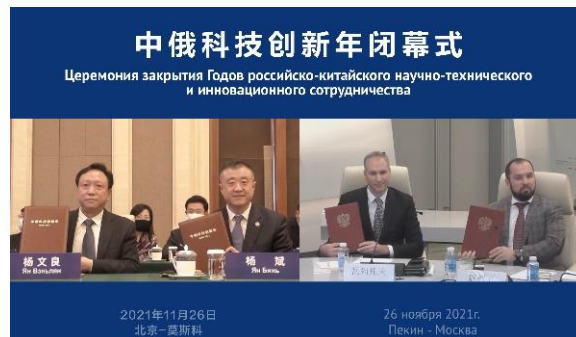 中俄科技创新年闭幕式
Церемония закрытия Годов российско-китайского научно-технического
и инновационного сотрудничества
杨文良
Ян Вэньлян
杨 斌
Ян Бинь
2021年11月26日
北京-莫斯科
26 ноября 2021г.
Пекин - Москва